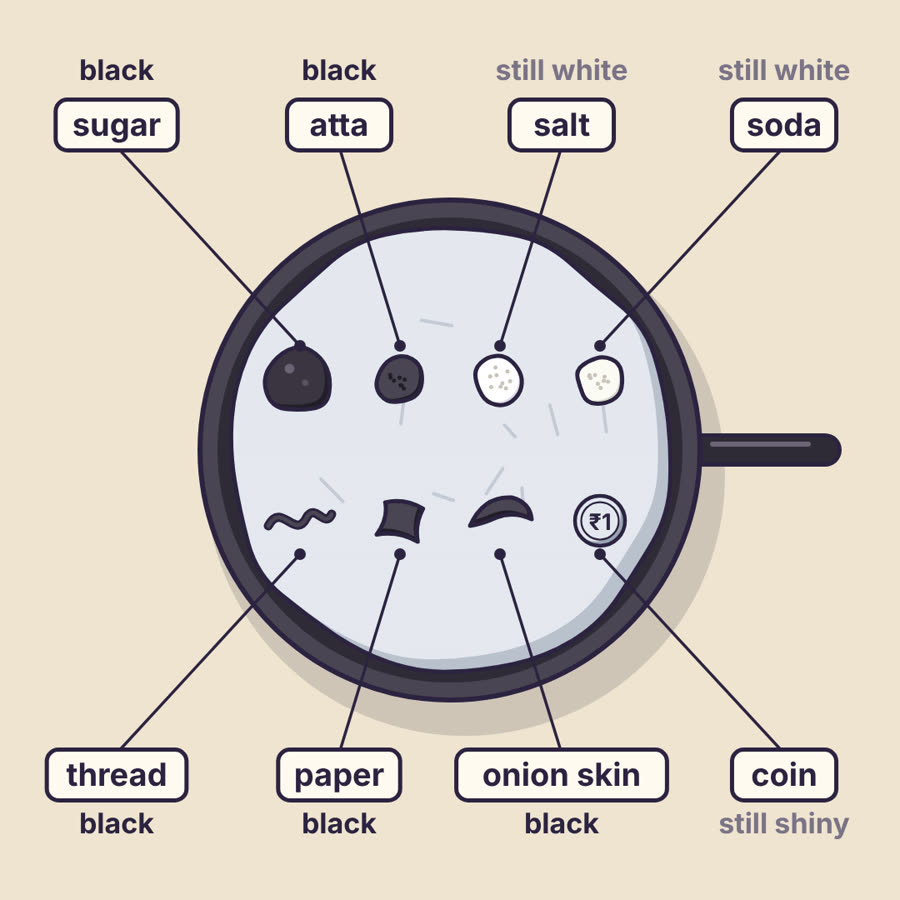 black
black
still white
still white
sugar
atta
salt
soda
₹1
thread
paper
onion skin
coin
black
black
black
still shiny